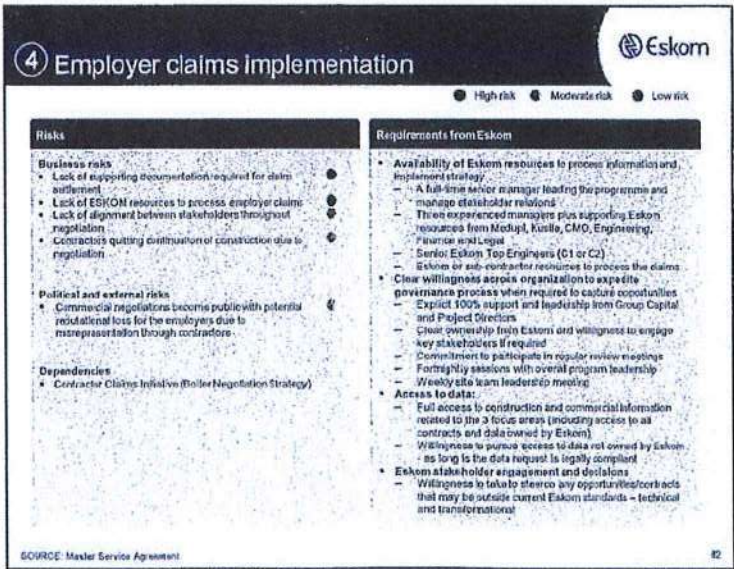 4 Employer claims implementation
Eskom
High risk Moderate risk Low risk
Risks
Business risks
• Lack of supporting documentation required for claim
settlement
• Lack of ESKOM resources to process employer claims
• Lack of alignment between stakeholders throughout
negotiation
• Contractors quitting continuation of construction due to
negotiation
Political and external risks
• Commercial negotiations become public with potential
reputational loss for the employers due to
misrepresentation through contractors
Dependencies
• Contractor Claims Initiative (Boiler Negotiation Strategy)
Requirements from Eskom
• Availability of Eskom resources to process information and
implement strategy
– A full-time senior manager leading the programme and
manage stakeholder relations
– Three experienced managers plus supporting Eskom
resources from Medupi, Kusile, CMO, Engineering,
Finance and Legal
– Senior Eskom Top Engineers (C1 or C2)
– Eskom or sub-contractor resources to process the claims
• Clear willingness across organization to expedite
governance process when required to capture opportunities
– Explicit 100% support and leadership from Group Capital
and Project Directors
– Clear ownership from Eskom and willingness to engage
key stakeholders if required
– Commitment to participate in regular review meetings
– Fortnightly sessions with overall program leadership
– Weekly site team leadership meeting
• Access to data:
– Full access to construction and commercial information
related to the 3 focus areas (including access to all
contracts and data owned by Eskom)
– Willingness to pursue access to data not owned by Eskom
- as long is the data request is legally compliant
• Eskom stakeholder engagement and decisions
– Willingness to take to steerco any opportunities/contracts
that may be outside current Eskom standards – technical
and transformational
SOURCE: Master Service Agreement
82